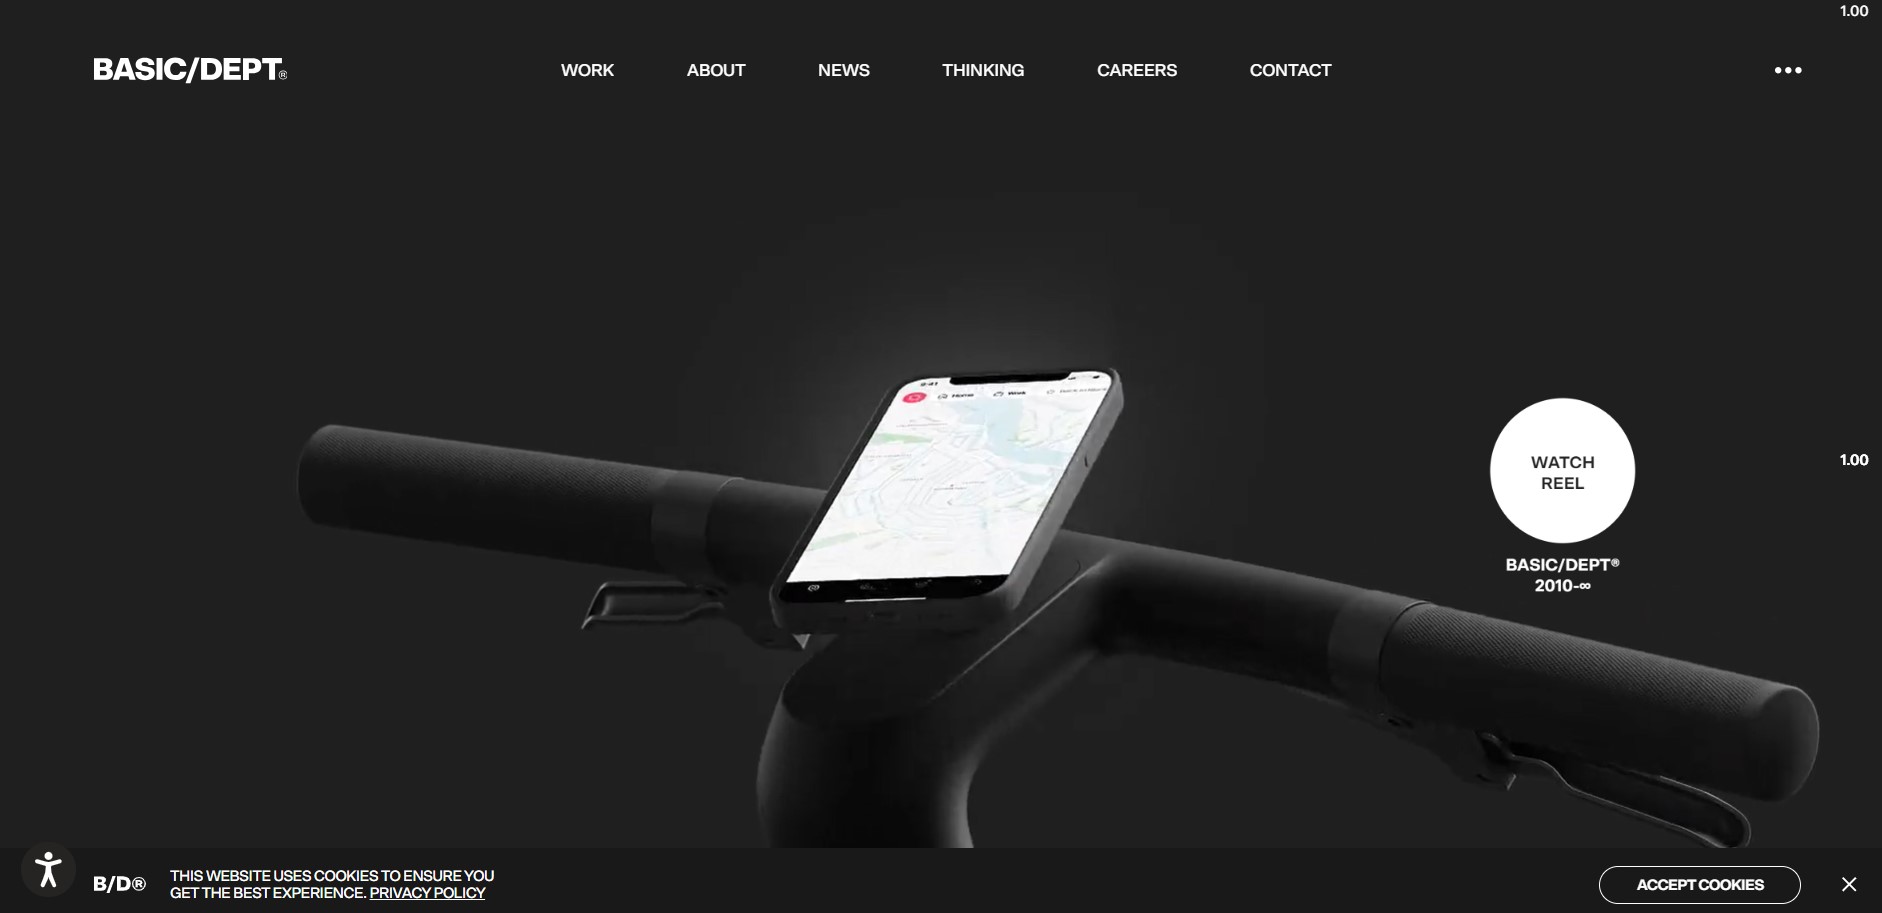 1.00
BASIC/DEPT®
WORK
ABOUT
NEWS
THINKING
CAREERS
CONTACT
9:41
Home
Work
WATCH
REEL
1.00
BASIC/DEPT®
2010-∞
B/D®
THIS WEBSITE USES COOKIES TO ENSURE YOU
GET THE BEST EXPERIENCE. PRIVACY POLICY
ACCEPT COOKIES